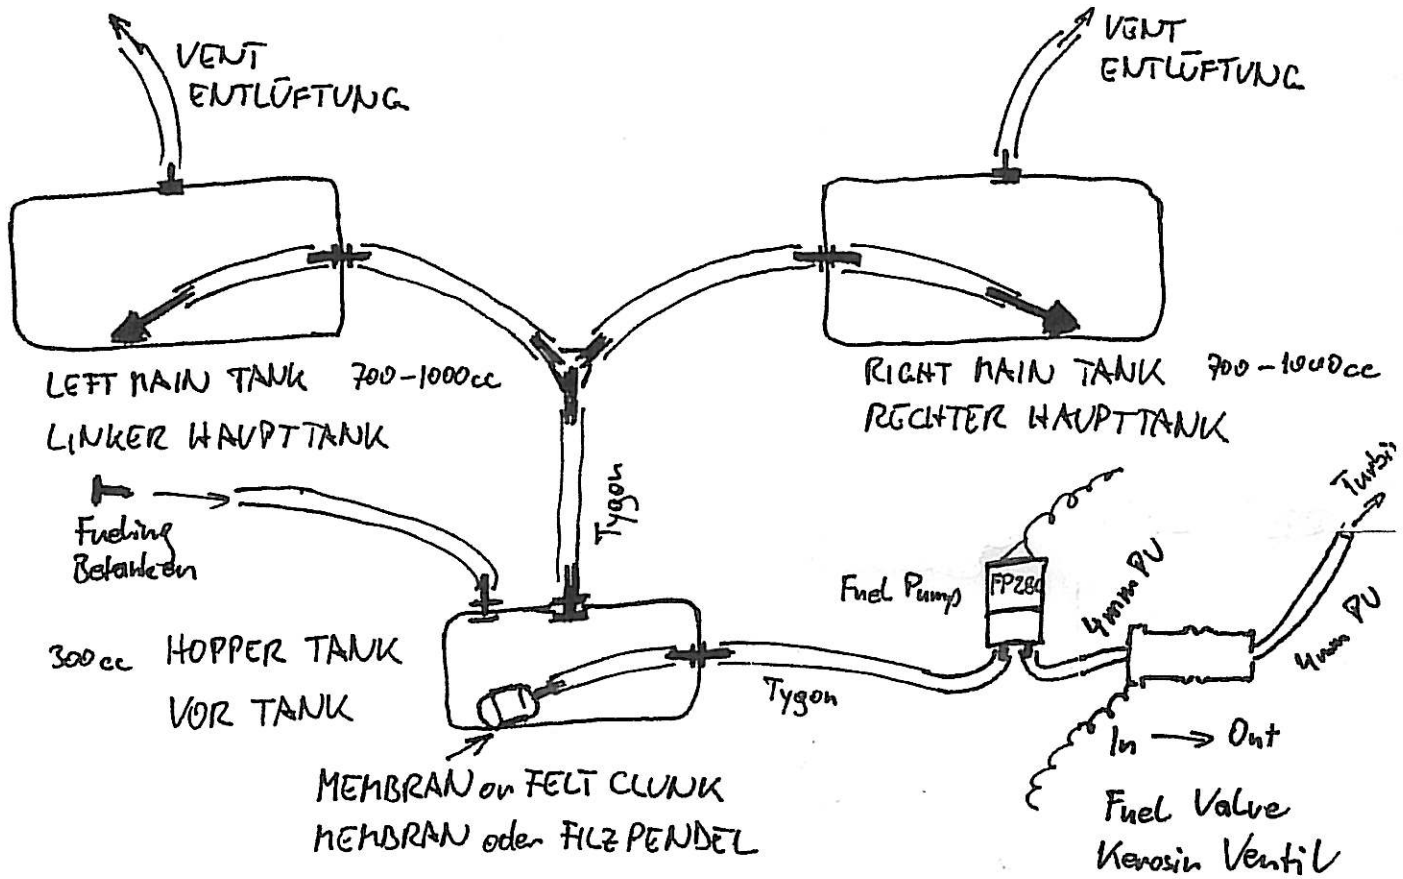 VENT
ENTLÜFTUNG
VENT
ENTLÜFTUNG
LEFT MAIN TANK 700-1000cc
LINKER HAUPTTANK
RIGHT MAIN TANK 700-1000cc
RECHTER HAUPTTANK
Fueling
Betanken
Tygon
Turbi
Fuel Pump
FP280
4mm PU
4mm PU
300cc HOPPER TANK
VOR TANK
Tygon
In → Out
MEMBRAN or FELT CLUNK
MEMBRAN oder FILZPENDEL
Fuel Valve
Kerosin Ventil